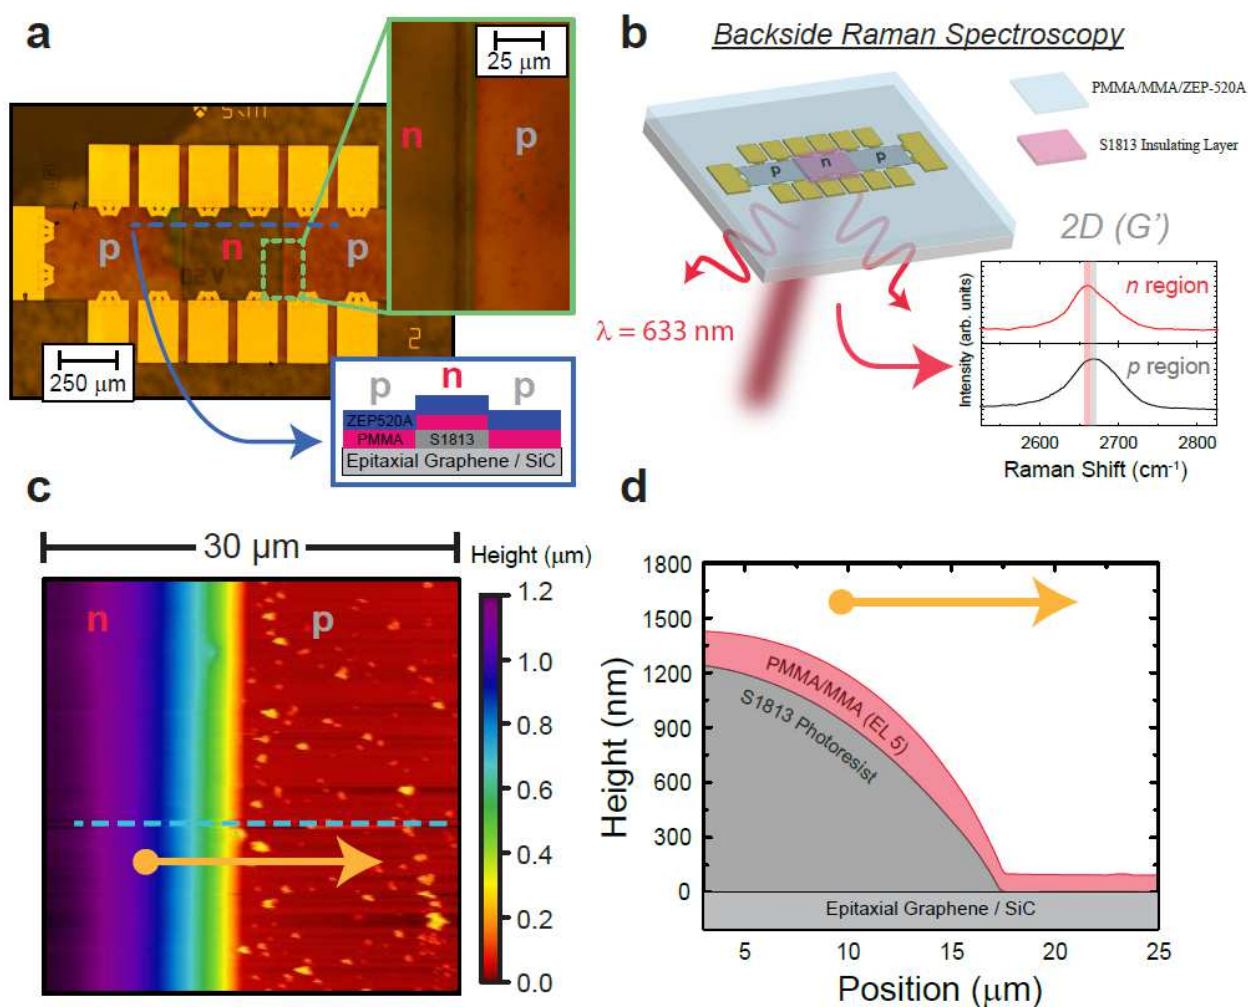 a
25 μm
n
p
p
n
p
5
250 μm
p
n
p
ZEP520A
PMMA
S1813
Epitaxial Graphene / SiC
b
Backside Raman Spectroscopy
PMMA/MMA/ZEP-520A
S1813 Insulating Layer
p
n
p
λ = 633 nm
2D (G')
n region
p region
Intensity (arb. units)
2600
2700
2800
Raman Shift (cm-1)
c
30 μm
Height (μm)
n
p
1.2
1.0
0.8
0.6
0.4
0.2
0.0
d
1800
1500
1200
900
600
300
0
Height (nm)
PMMA/MMA (EL 5)
S1813 Photoresist
Epitaxial Graphene / SiC
5
10
15
20
25
Position (μm)